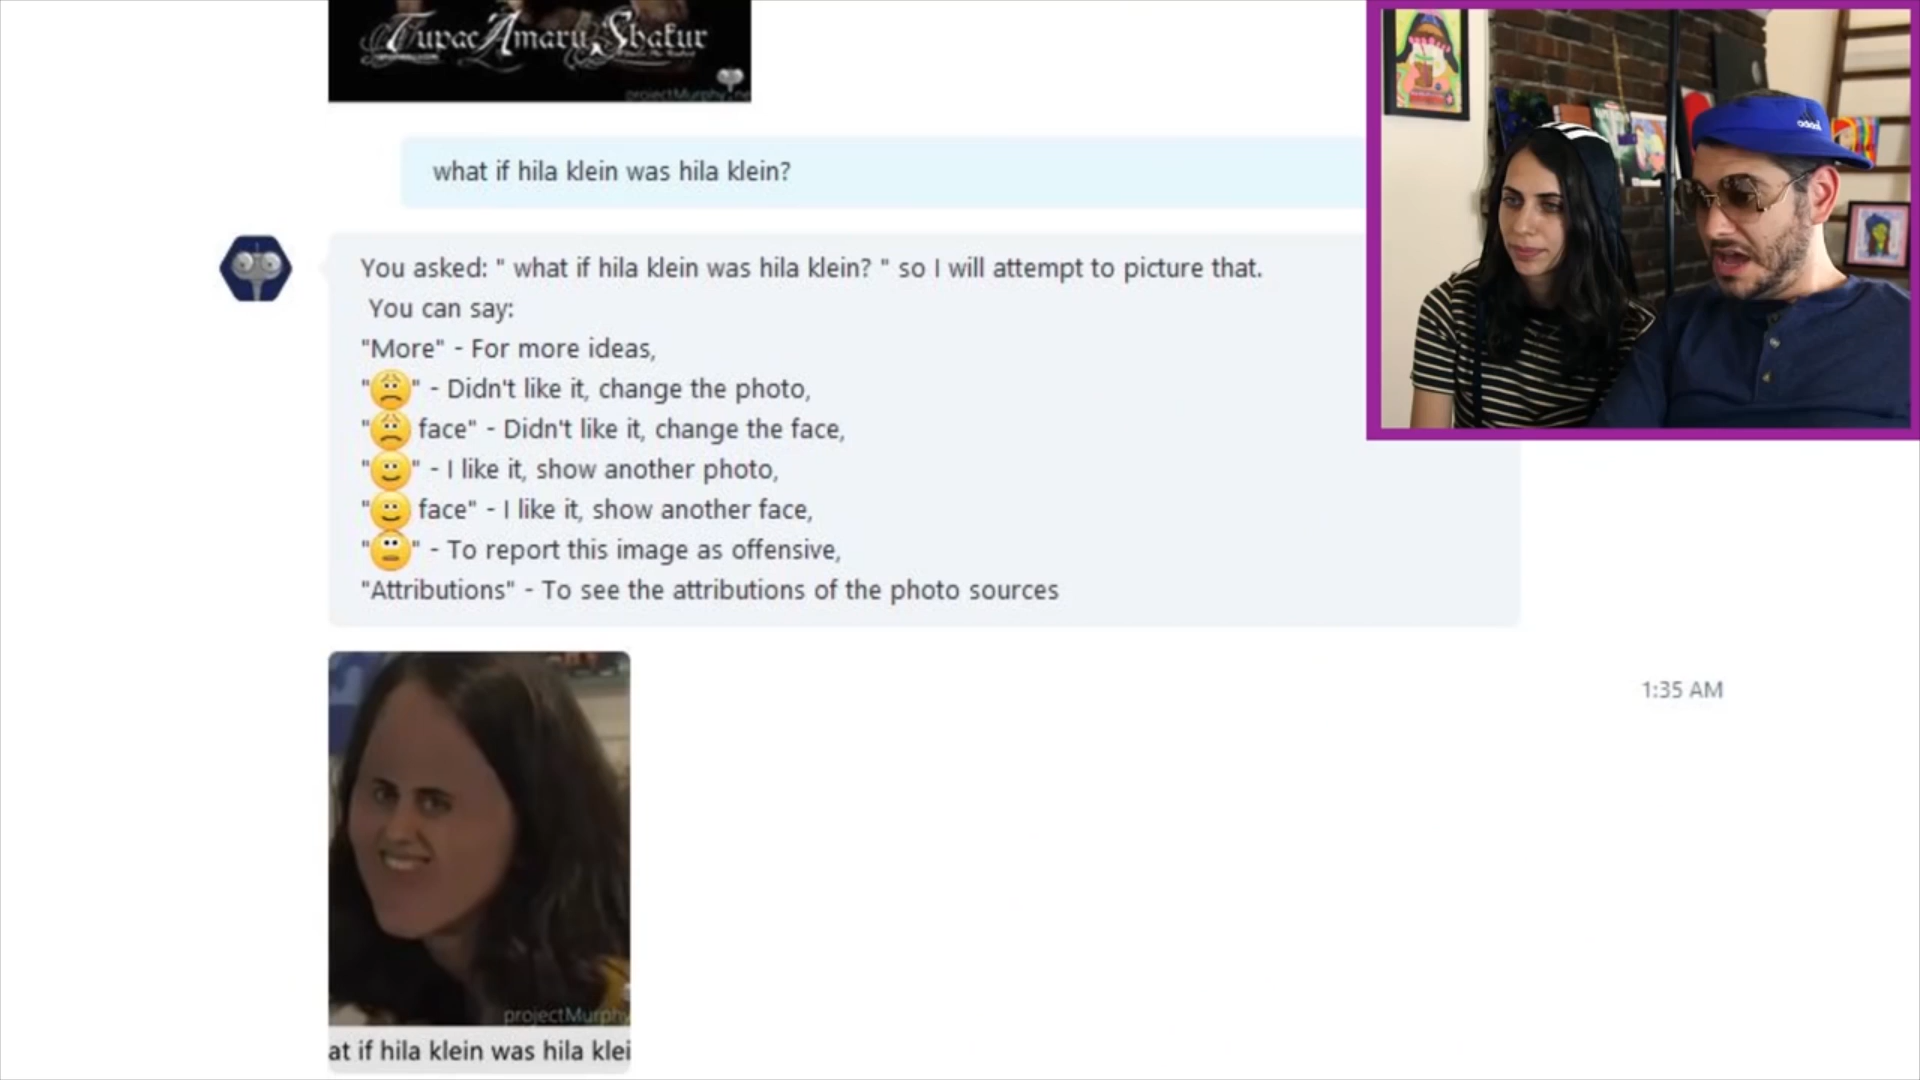 Tupac Amaru Shakur
projectMurphy.ne
what if hila klein was hila klein?
You asked: " what if hila klein was hila klein? " so I will attempt to picture that.
You can say:
"More" - For more ideas,
"☹" - Didn't like it, change the photo,
"☹ face" - Didn't like it, change the face,
"🙂" - I like it, show another photo,
"🙂 face" - I like it, show another face,
"😐" - To report this image as offensive,
"Attributions" - To see the attributions of the photo sources
1:35 AM
projectMurphy
at if hila klein was hila klei
adidas